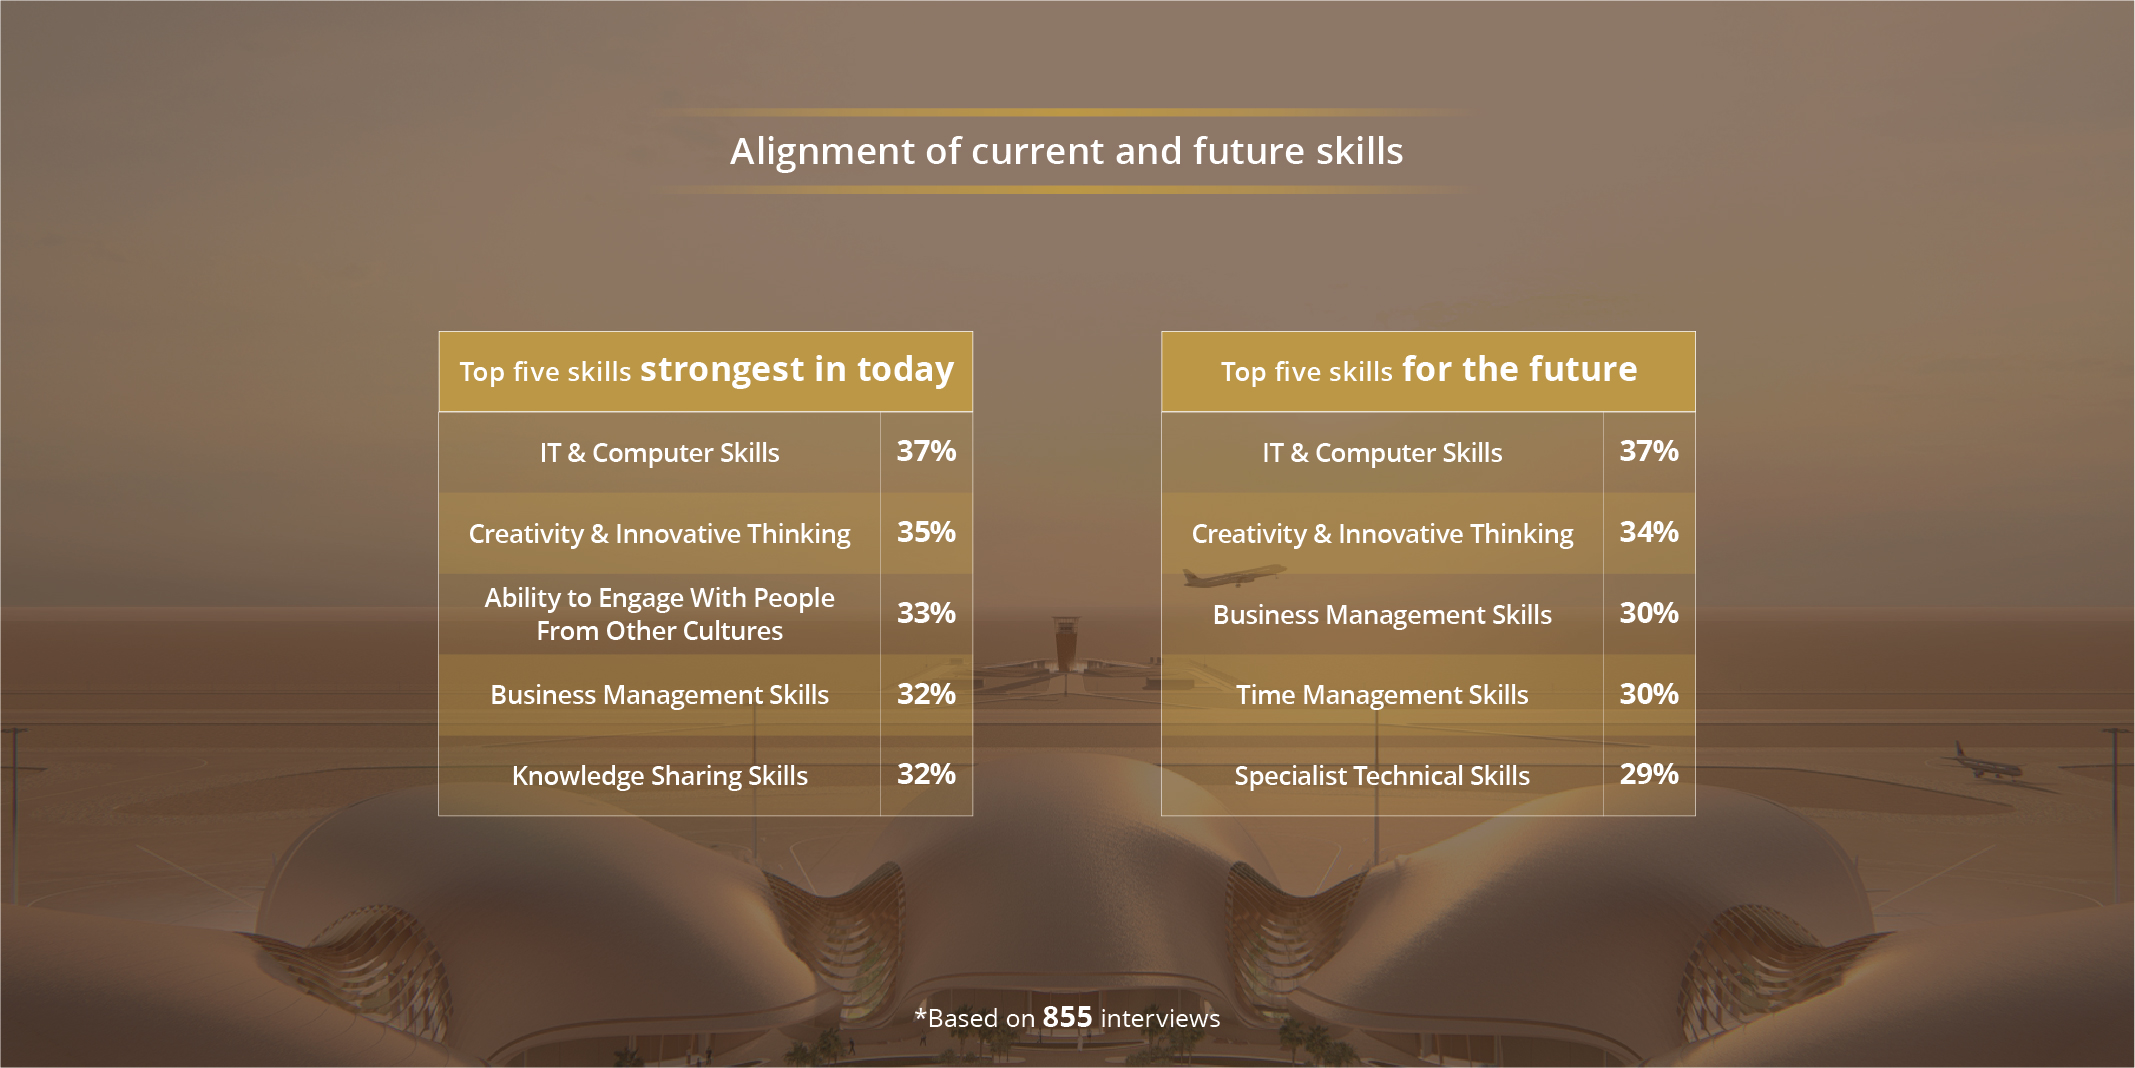 Alignment of current and future skills
Top five skills strongest in today
IT & Computer Skills 37%
Creativity & Innovative Thinking 35%
Ability to Engage With People
From Other Cultures 33%
Business Management Skills 32%
Knowledge Sharing Skills 32%
Top five skills for the future
IT & Computer Skills 37%
Creativity & Innovative Thinking 34%
Business Management Skills 30%
Time Management Skills 30%
Specialist Technical Skills 29%
*Based on 855 interviews